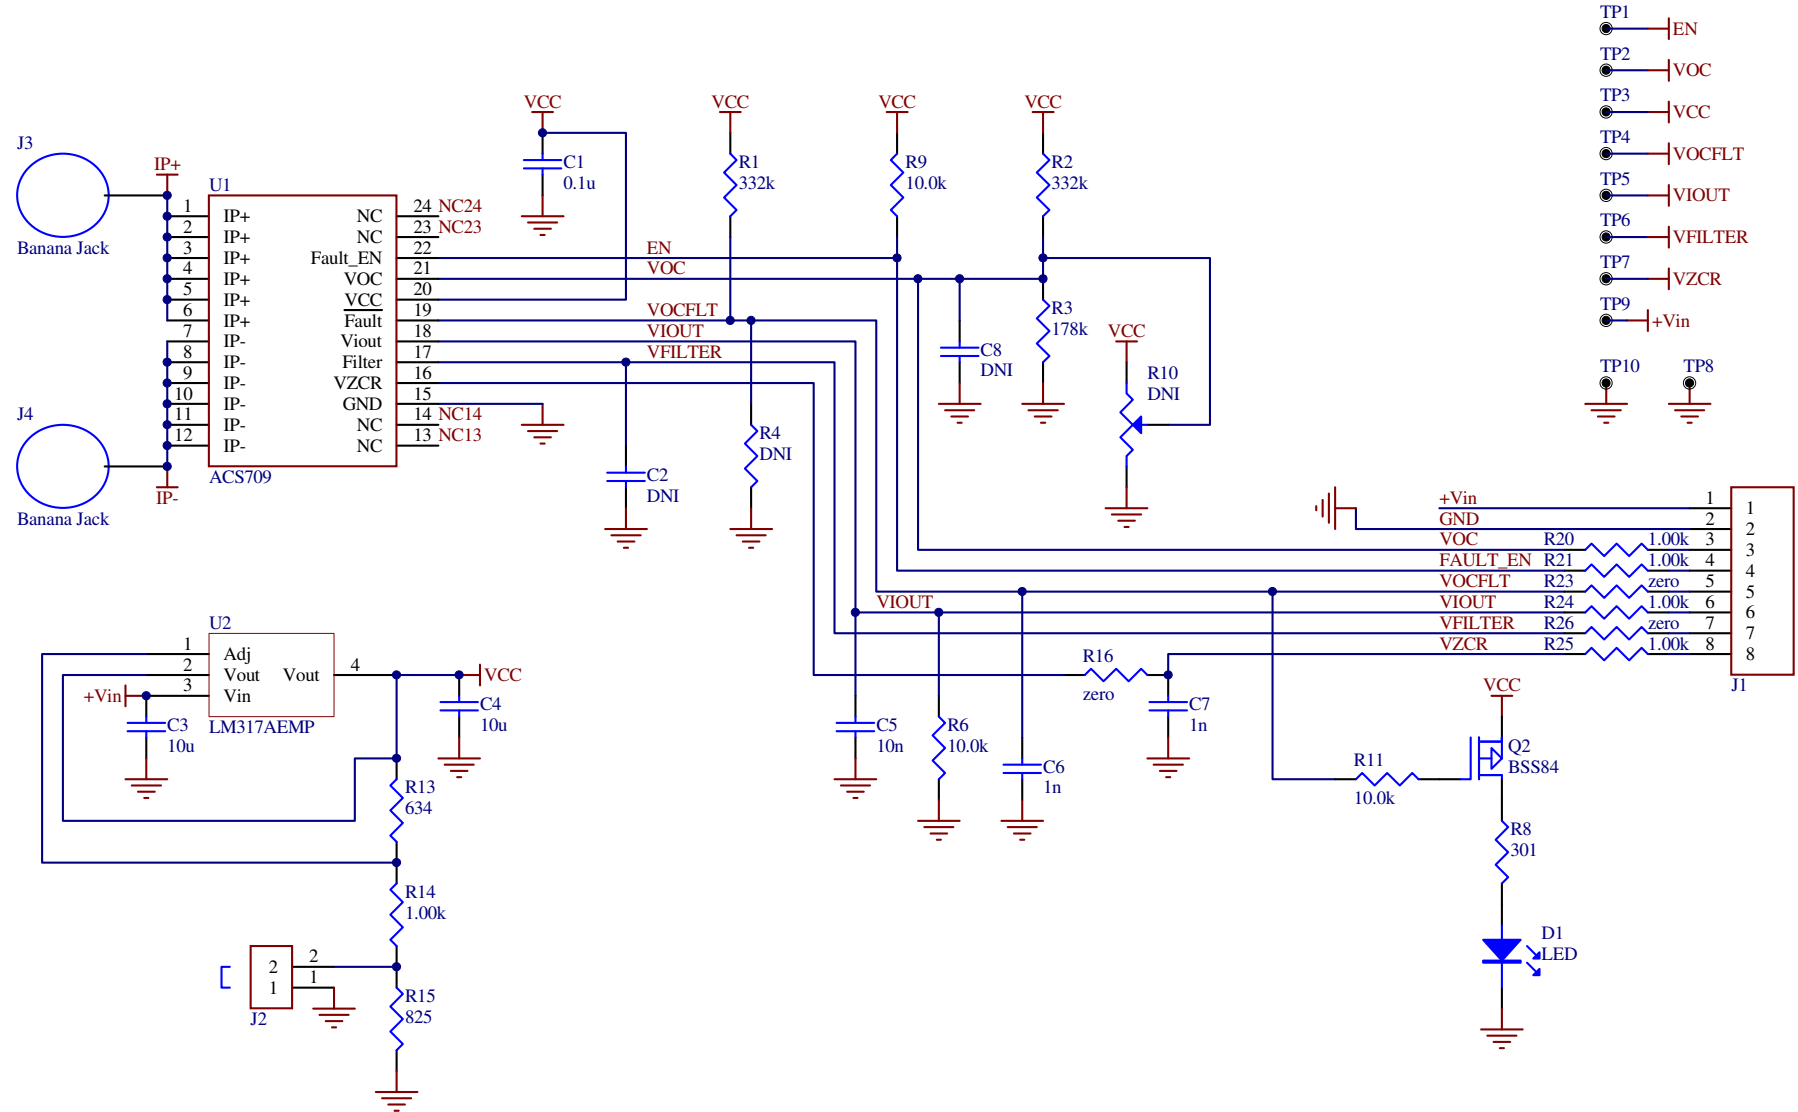 TP1
EN
TP2
VOC
TP3
VCC
TP4
VOCFLT
TP5
VIOUT
TP6
VFILTER
TP7
VZCR
TP9
+Vin
TP10
TP8
J3
Banana Jack
IP+
J4
Banana Jack
IP-
U1
1 IP+
2 IP+
3 IP+
4 IP+
5 IP+
6 IP+
7 IP-
8 IP-
9 IP-
10 IP-
11 IP-
12 IP-
NC 24 NC24
NC 23 NC23
Fault_EN 22
VOC 21
VCC 20
Fault 19
Viout 18
Filter 17
VZCR 16
GND 15
NC 14 NC14
NC 13 NC13
ACS709
VCC
C1
0.1u
VCC
R1
332k
VCC
R9
10.0k
VCC
R2
332k
EN
VOC
VOCFLT
VIOUT
VFILTER
R3
178k
C8
DNI
VCC
R10
DNI
R4
DNI
C2
DNI
+Vin 1 1
GND 2 2
VOC R20 1.00k 3 3
FAULT_EN R21 1.00k 4 4
VOCFLT R23 zero 5 5
VIOUT VIOUT R24 1.00k 6 6
VFILTER R26 zero 7 7
VZCR R25 1.00k 8 8
J1
R16
zero
C7
1n
C5
10n
R6
10.0k
C6
1n
VCC
Q2
BSS84
R11
10.0k
R8
301
D1
LED
U2
1 Adj
2 Vout Vout 4
3 Vin
+Vin
LM317AEMP
VCC
C3
10u
C4
10u
R13
634
R14
1.00k
2 2
1 1
J2
R15
825